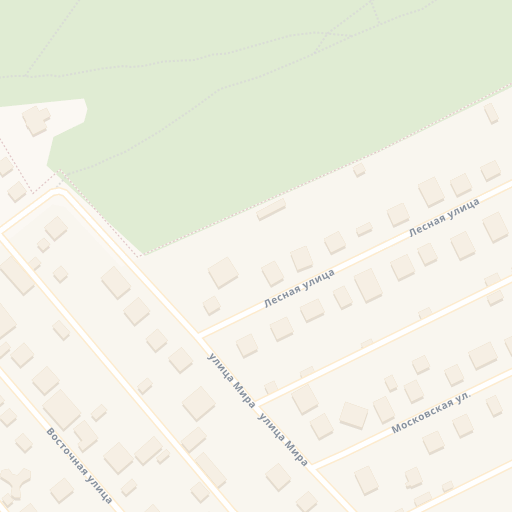 Лесная улица
Лесная улица
улица Мира
улица Мира
Московская ул.
Восточная улица